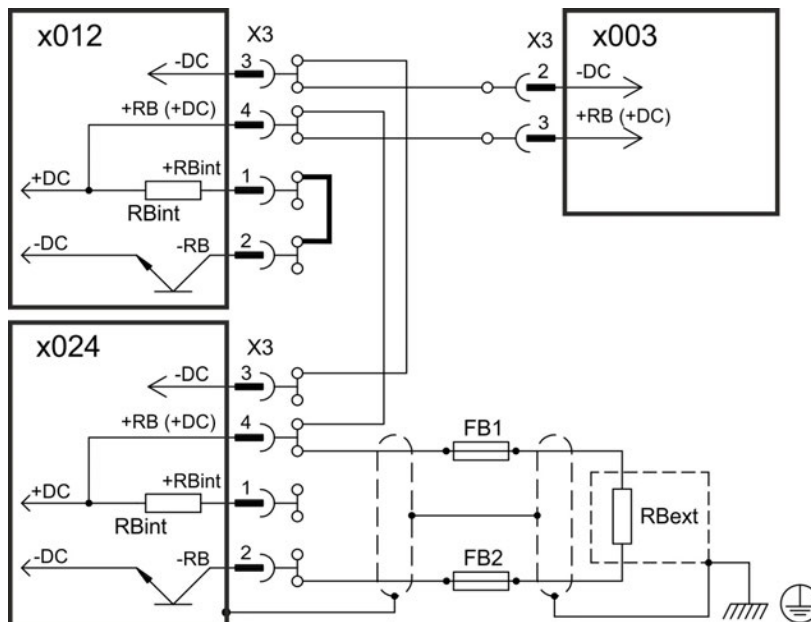 x012
X3
3
-DC
4
+RB (+DC)
+DC
+RBint
1
RBint
-DC
-RB
2
X3
x003
2
-DC
3
+RB (+DC)
x024
X3
-DC
3
+RB (+DC)
4
FB1
+DC
+RBint
1
RBint
RBext
-DC
-RB
2
FB2